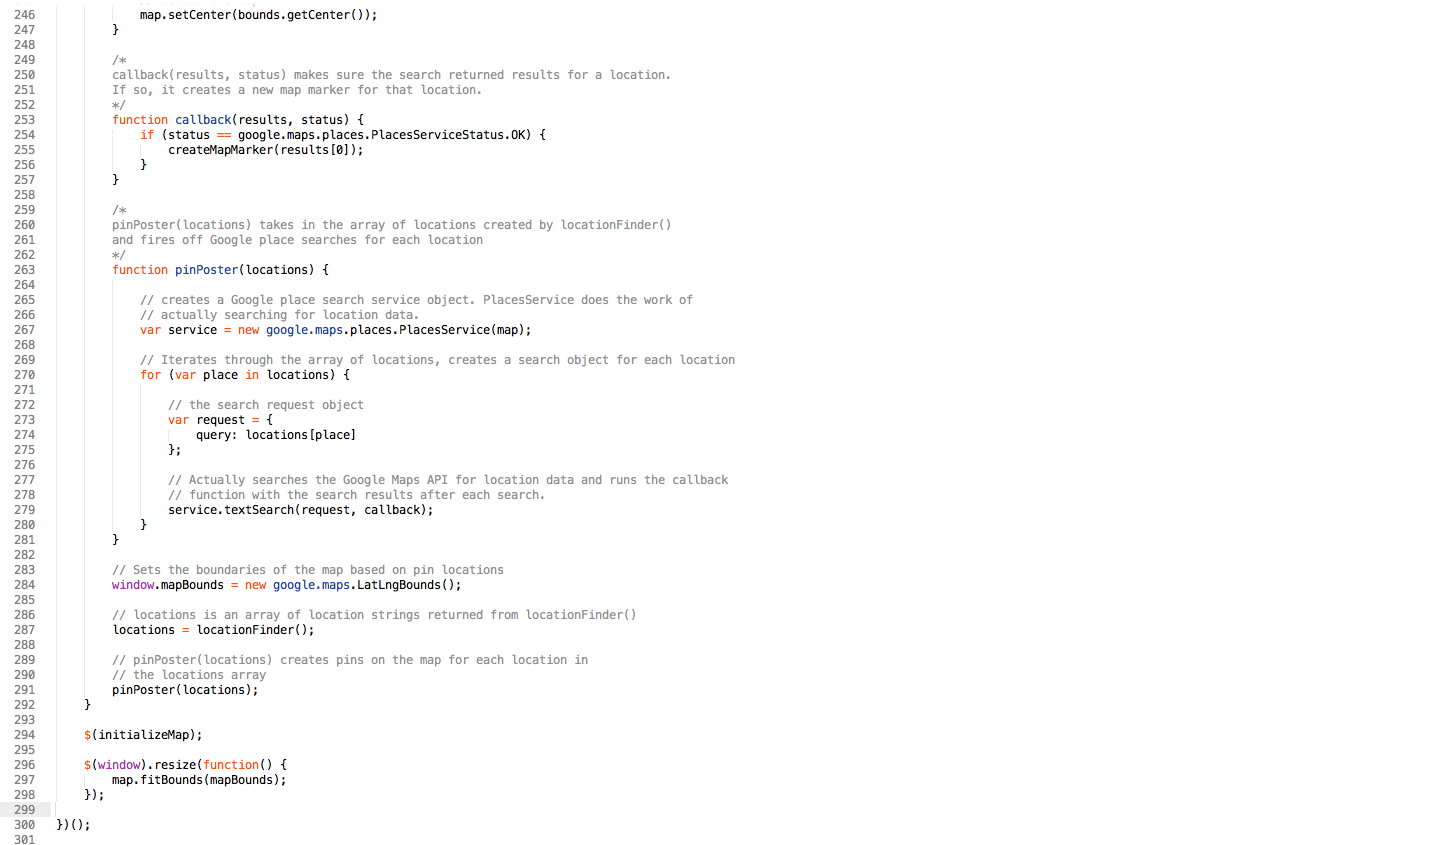 246 map.setCenter(bounds.getCenter());
247 }
248
249 /*
250 callback(results, status) makes sure the search returned results for a location.
251 If so, it creates a new map marker for that location.
252 */
253 function callback(results, status) {
254 if (status == google.maps.places.PlacesServiceStatus.OK) {
255 createMapMarker(results[0]);
256 }
257 }
258
259 /*
260 pinPoster(locations) takes in the array of locations created by locationFinder()
261 and fires off Google place searches for each location
262 */
263 function pinPoster(locations) {
264
265 // creates a Google place search service object. PlacesService does the work of
266 // actually searching for location data.
267 var service = new google.maps.places.PlacesService(map);
268
269 // Iterates through the array of locations, creates a search object for each location
270 for (var place in locations) {
271
272 // the search request object
273 var request = {
274 query: locations[place]
275 };
276
277 // Actually searches the Google Maps API for location data and runs the callback
278 // function with the search results after each search.
279 service.textSearch(request, callback);
280 }
281 }
282
283 // Sets the boundaries of the map based on pin locations
284 window.mapBounds = new google.maps.LatLngBounds();
285
286 // locations is an array of location strings returned from locationFinder()
287 locations = locationFinder();
288
289 // pinPoster(locations) creates pins on the map for each location in
290 // the locations array
291 pinPoster(locations);
292 }
293
294 $(initializeMap);
295
296 $(window).resize(function() {
297 map.fitBounds(mapBounds);
298 });
299
300 })();
301